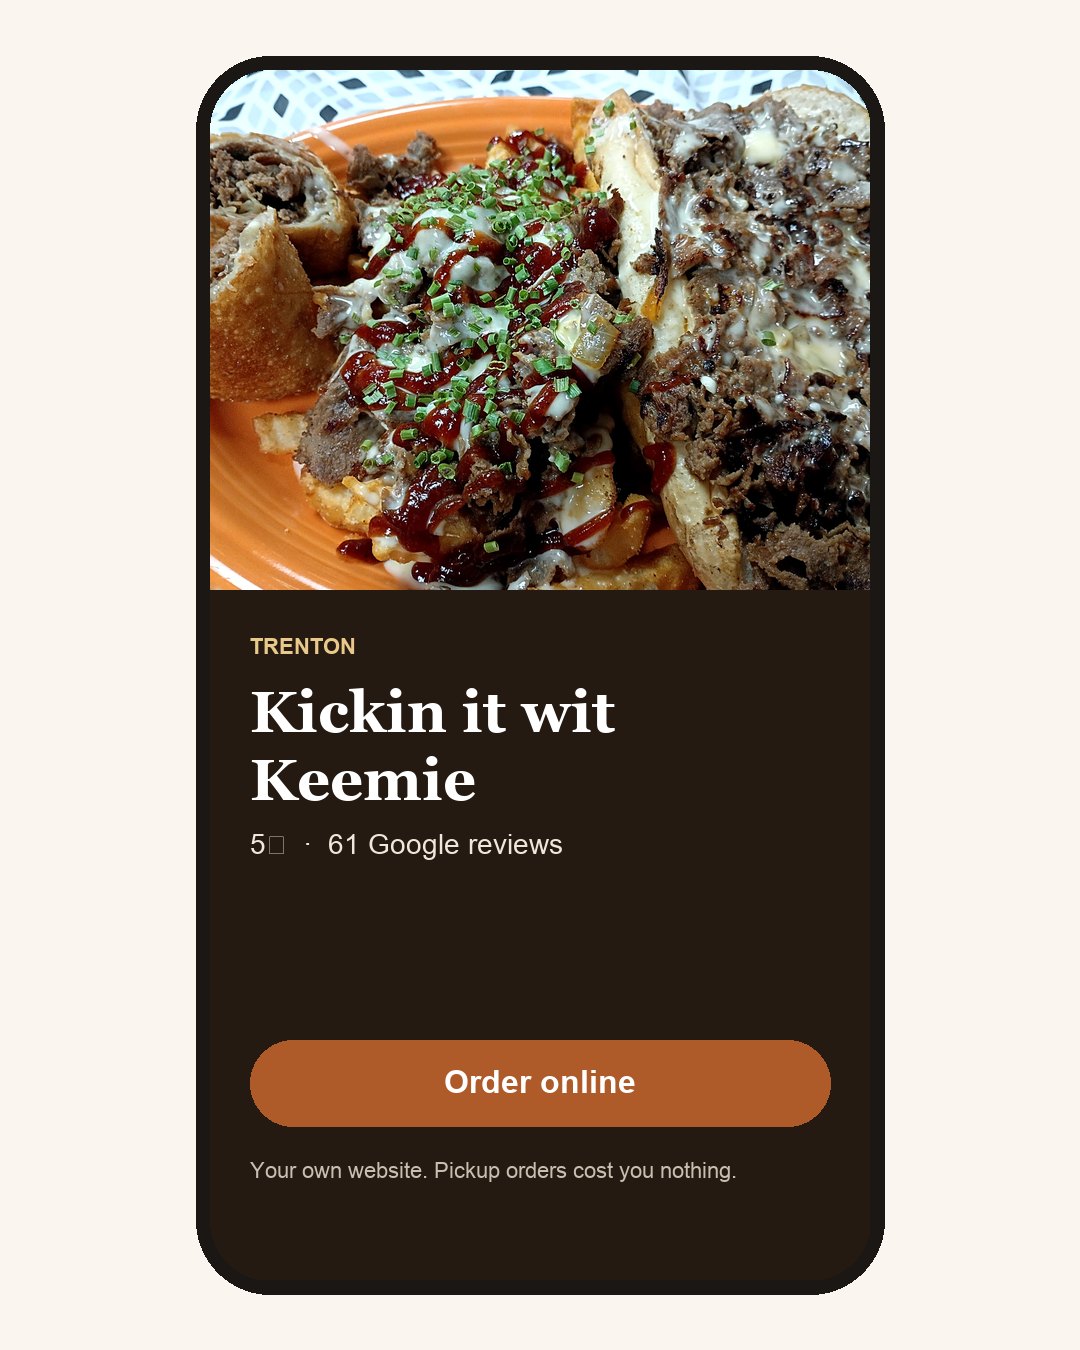 TRENTON
Kickin it wit
Keemie
5□ · 61 Google reviews
Order online
Your own website. Pickup orders cost you nothing.